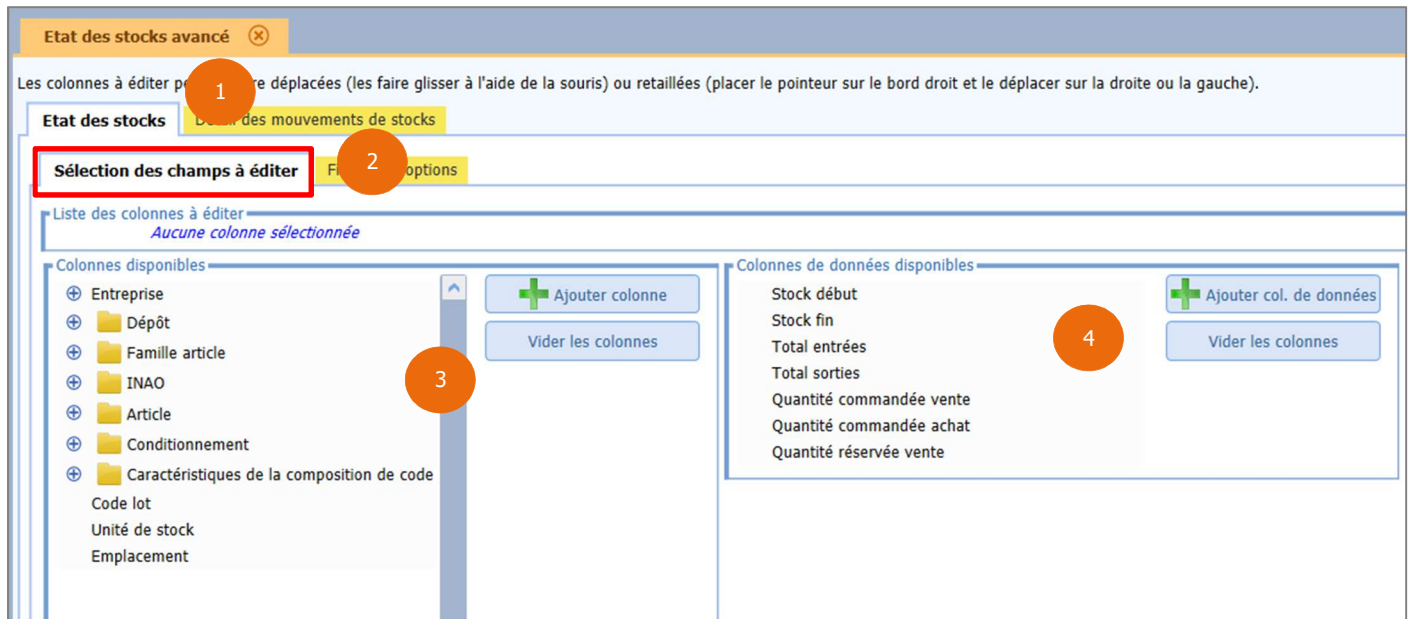 Etat des stocks avancé
Les colonnes à éditer re déplacées (les faire glisser à l'aide de la souris) ou retaillées (placer le pointeur sur le bord droit et le déplacer sur la droite ou la gauche).
1
Etat des stocks des mouvements de stocks
Sélection des champs à éditer 2 options
Liste des colonnes à éditer
Aucune colonne sélectionnée
Colonnes disponibles
Entreprise
Dépôt
Famille article
INAO
Article
Conditionnement
Caractéristiques de la composition de code
Code lot
Unité de stock
Emplacement
Ajouter colonne
Vider les colonnes
3
Colonnes de données disponibles
Stock début
Stock fin
Total entrées
Total sorties
Quantité commandée vente
Quantité commandée achat
Quantité réservée vente
4
Ajouter col. de données
Vider les colonnes